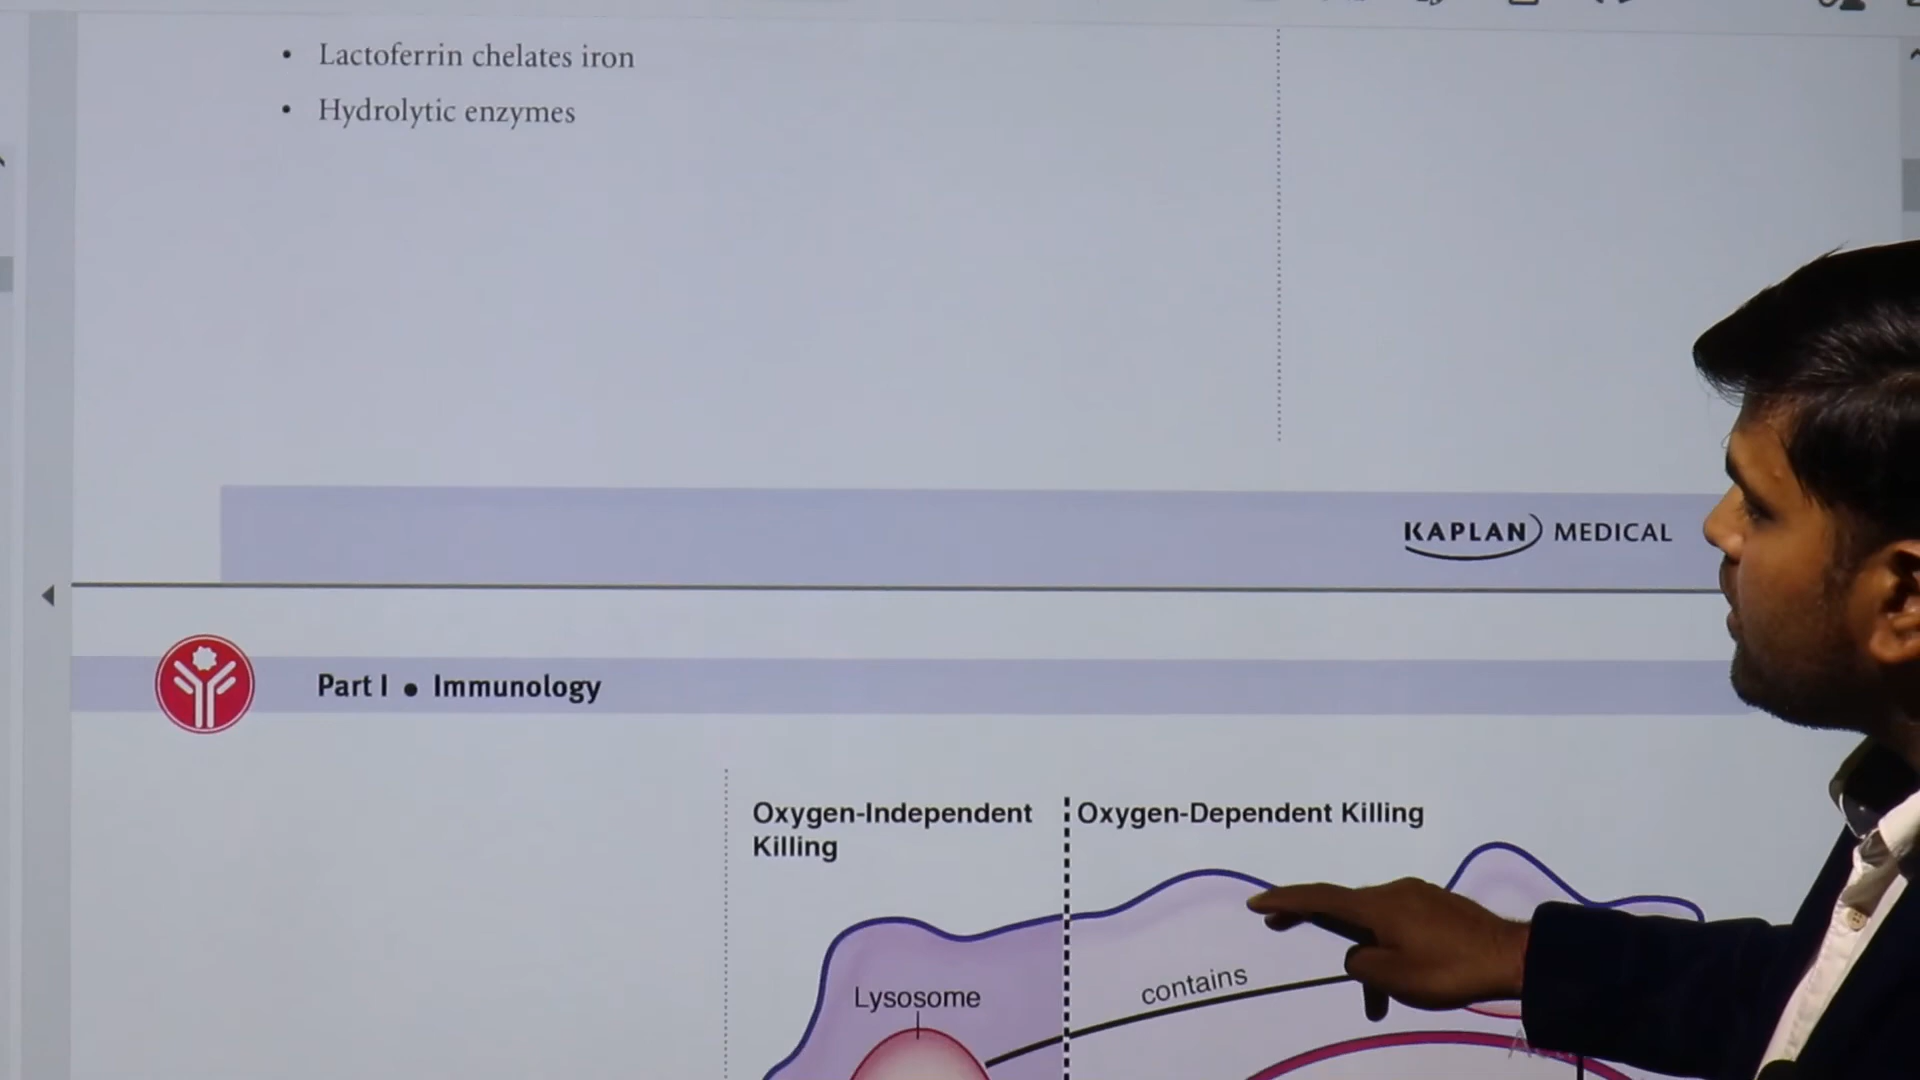 • Lactoferrin chelates iron
• Hydrolytic enzymes
KAPLAN MEDICAL
Part I • Immunology
Oxygen-Independent
Killing
Oxygen-Dependent Killing
Lysosome
contains